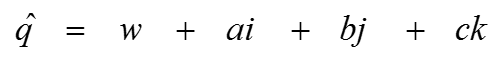 q̂ = w + ai + bj + ck